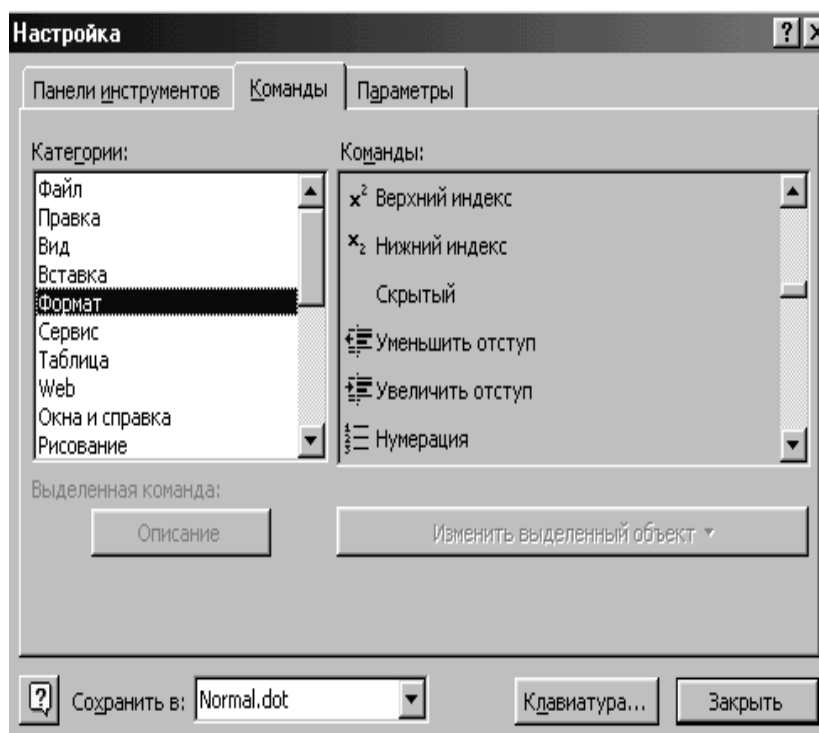 Настройка
Панели инструментов Команды Параметры
Категории:
Файл
Правка
Вид
Вставка
Формат
Сервис
Таблица
Web
Окна и справка
Рисование
Команды:
x² Верхний индекс
x₂ Нижний индекс
Скрытый
Уменьшить отступ
Увеличить отступ
Нумерация
Выделенная команда:
Описание Изменить выделенный объект
Сохранить в: Normal.dot Клавиатура... Закрыть